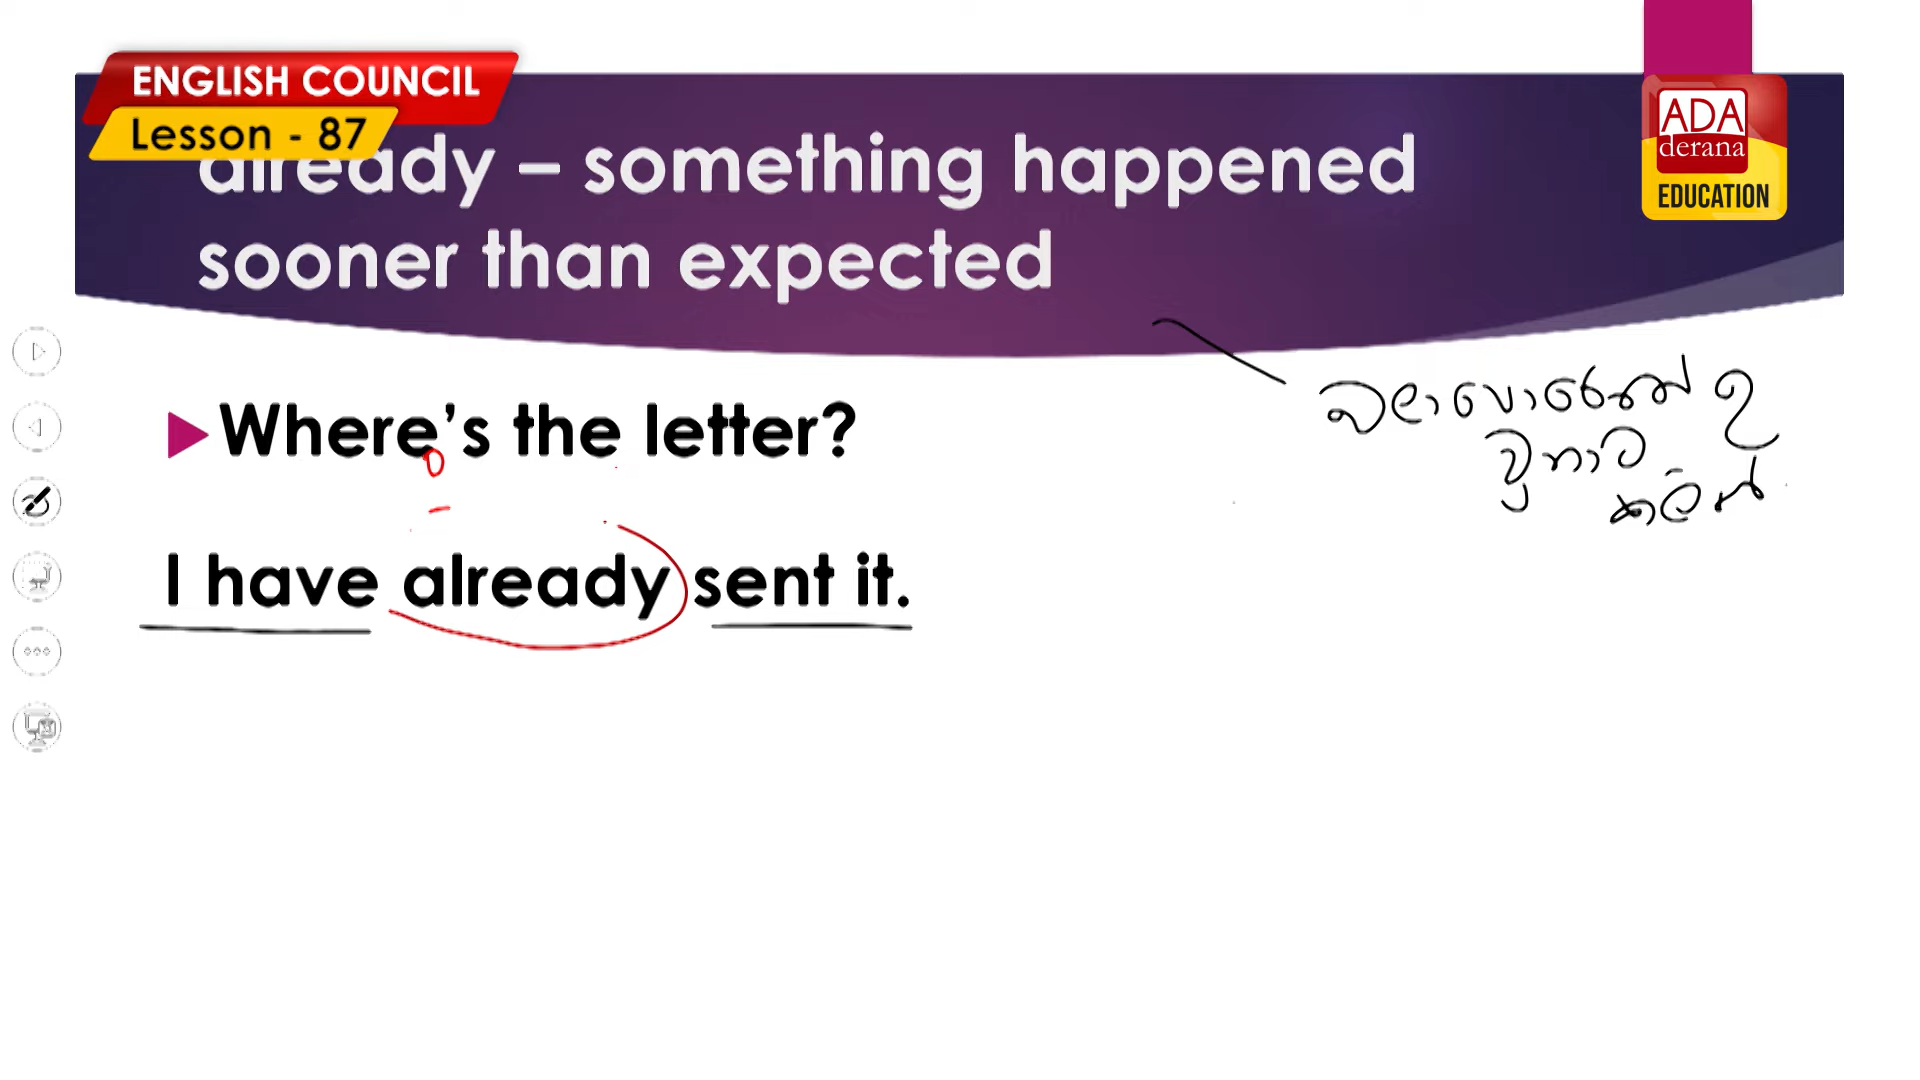 ENGLISH COUNCIL
Lesson - 87
ADA
derana
EDUCATION
already – something happened
sooner than expected
Where's the letter?
බලාපොරොත්තු
වූනාට
කලින්
I have already sent it.